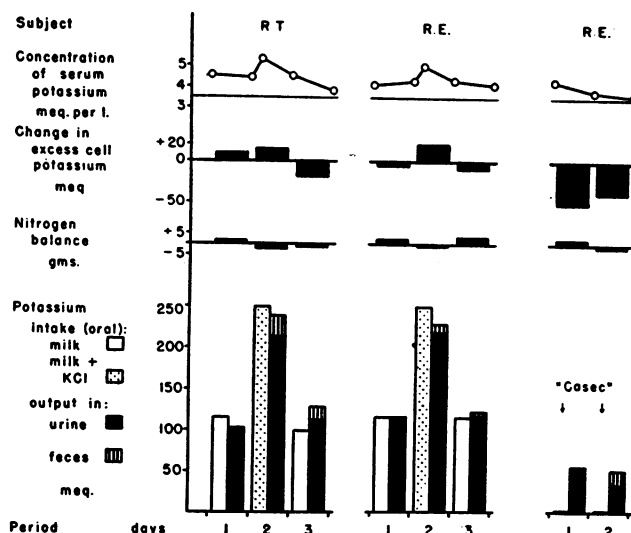 Subject R T R.E. R.E.
Concentration
of serum
potassium
meq. per l.
5
4
3
Change in
excess cell
potassium
meq
+20
0
-50
Nitrogen
balance
gms.
+5
-5
Potassium
intake (oral):
milk
milk +
KCl
output in:
urine
feces
meq.
250
200
150
100
50
"Casec"
Period days 1 2 3 1 2 3 1 2